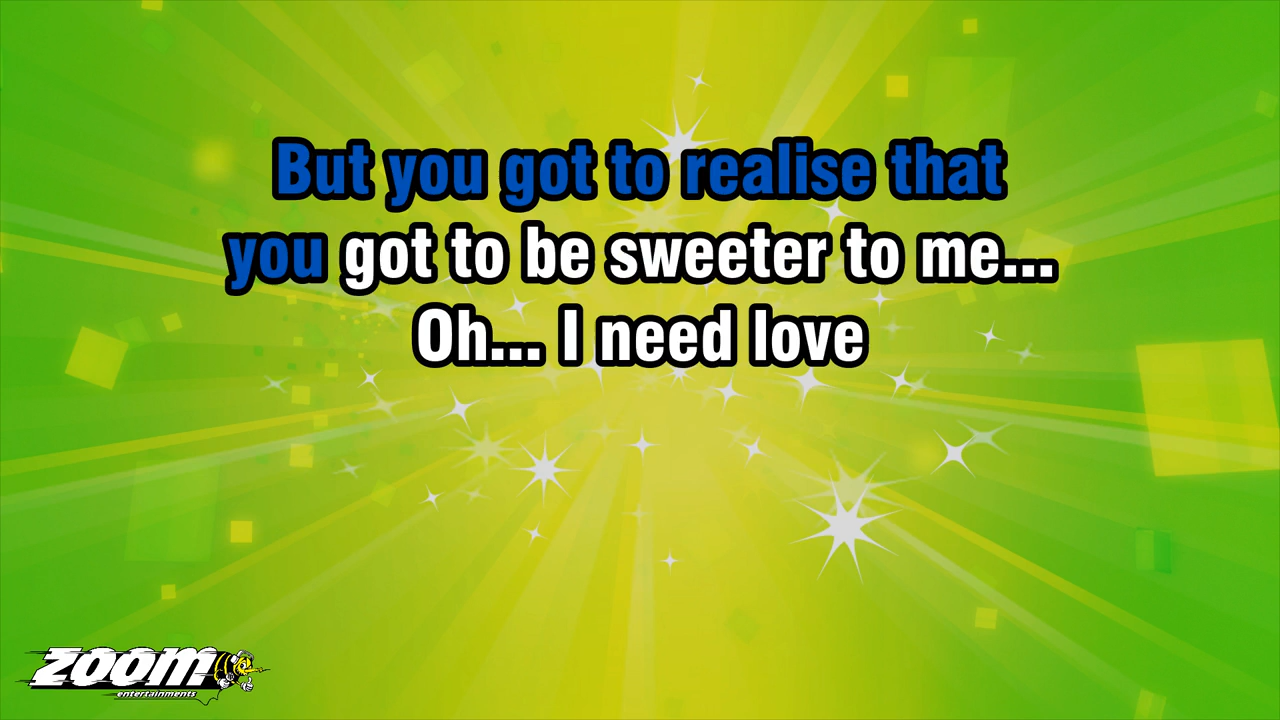 But you got to realise that
you got to be sweeter to me...
Oh... I need love
zoom
entertainments